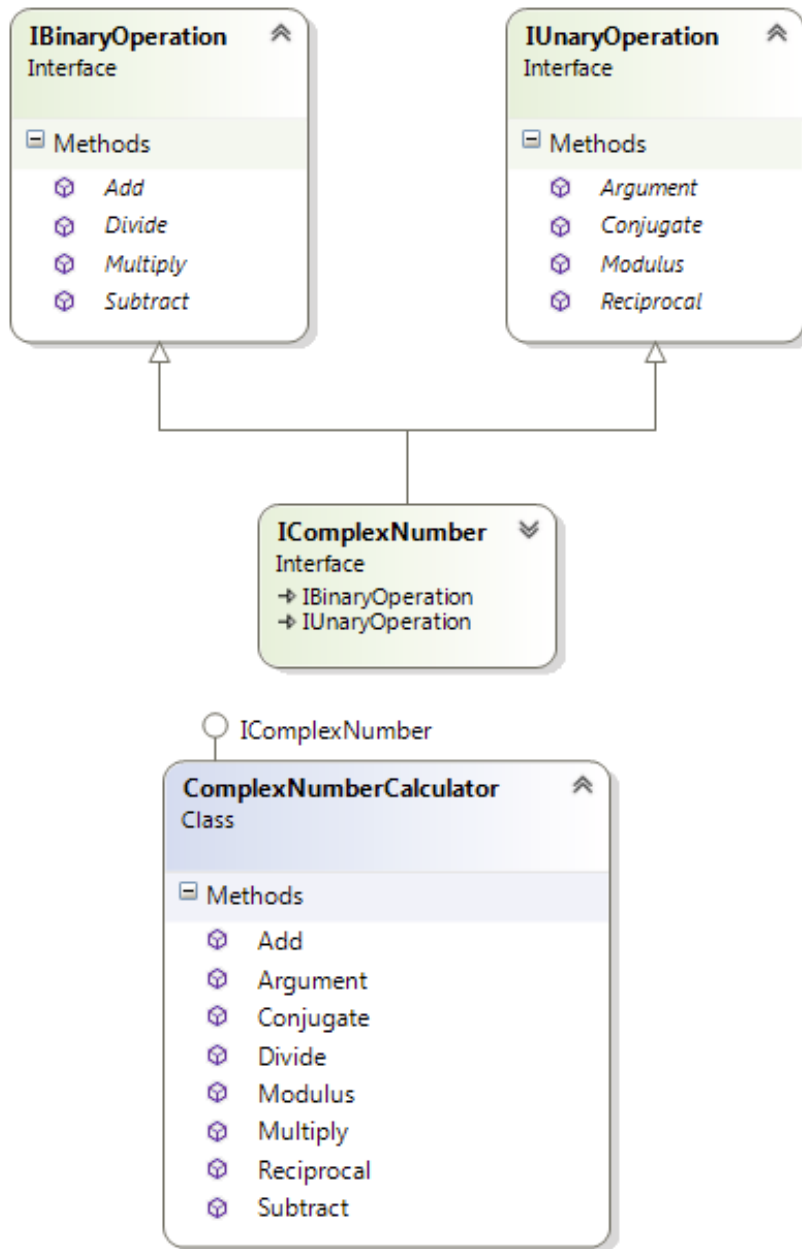 IBinaryOperation
Interface
Methods
Add
Divide
Multiply
Subtract
IUnaryOperation
Interface
Methods
Argument
Conjugate
Modulus
Reciprocal
IComplexNumber
Interface
IBinaryOperation
IUnaryOperation
IComplexNumber
ComplexNumberCalculator
Class
Methods
Add
Argument
Conjugate
Divide
Modulus
Multiply
Reciprocal
Subtract